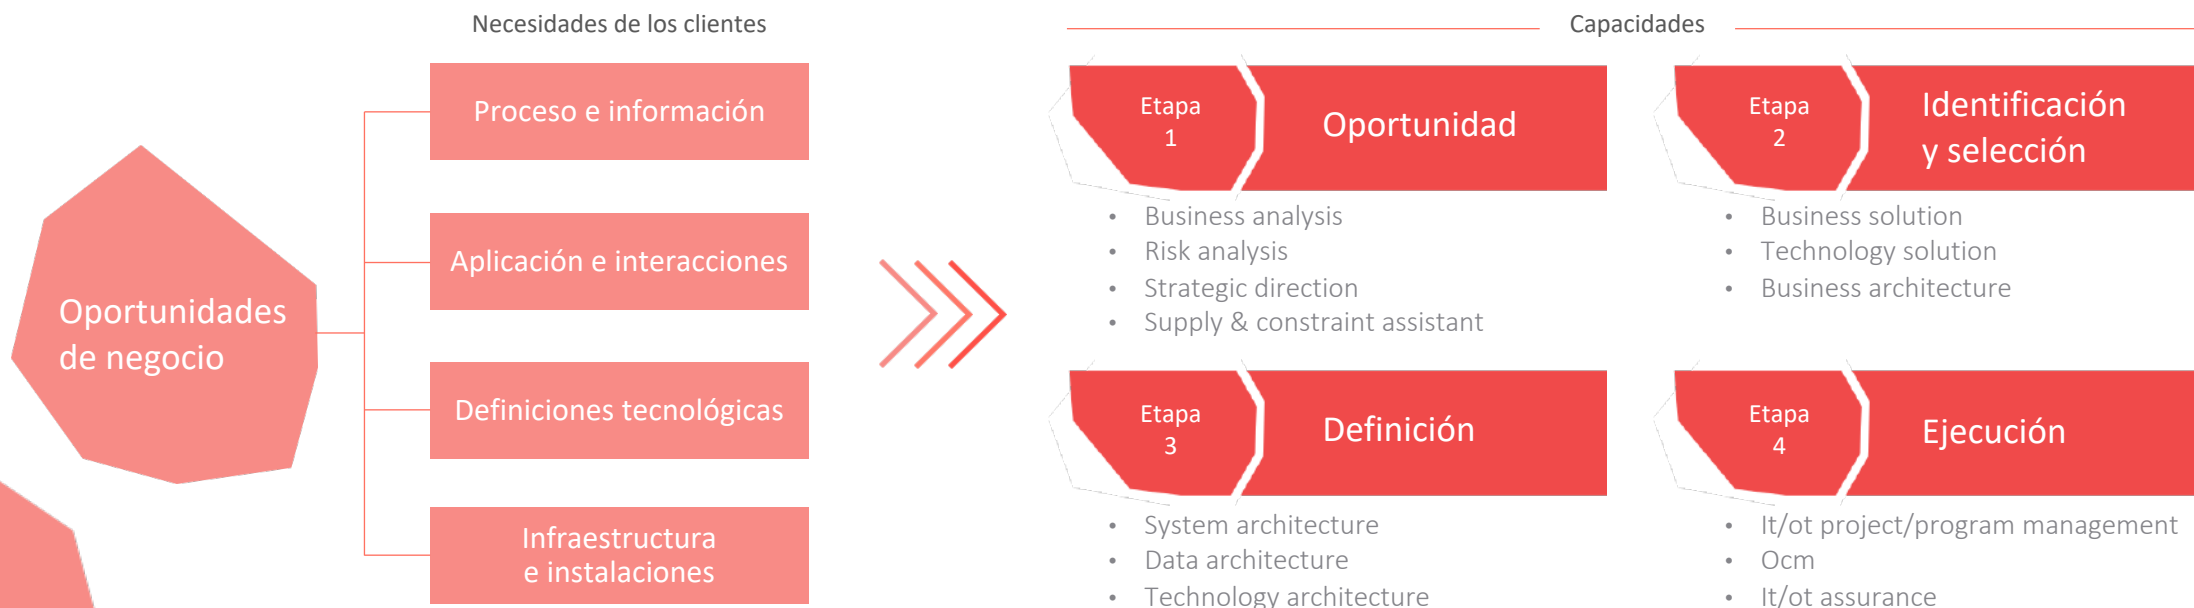 Necesidades de los clientes
Oportunidades
de negocio
Proceso e información
Aplicación e interacciones
Definiciones tecnológicas
Infraestructura
e instalaciones
Capacidades
Etapa
1
Oportunidad
• Business analysis
• Risk analysis
• Strategic direction
• Supply & constraint assistant
Etapa
2
Identificación
y selección
• Business solution
• Technology solution
• Business architecture
Etapa
3
Definición
• System architecture
• Data architecture
• Technology architecture
Etapa
4
Ejecución
• It/ot project/program management
• Ocm
• It/ot assurance